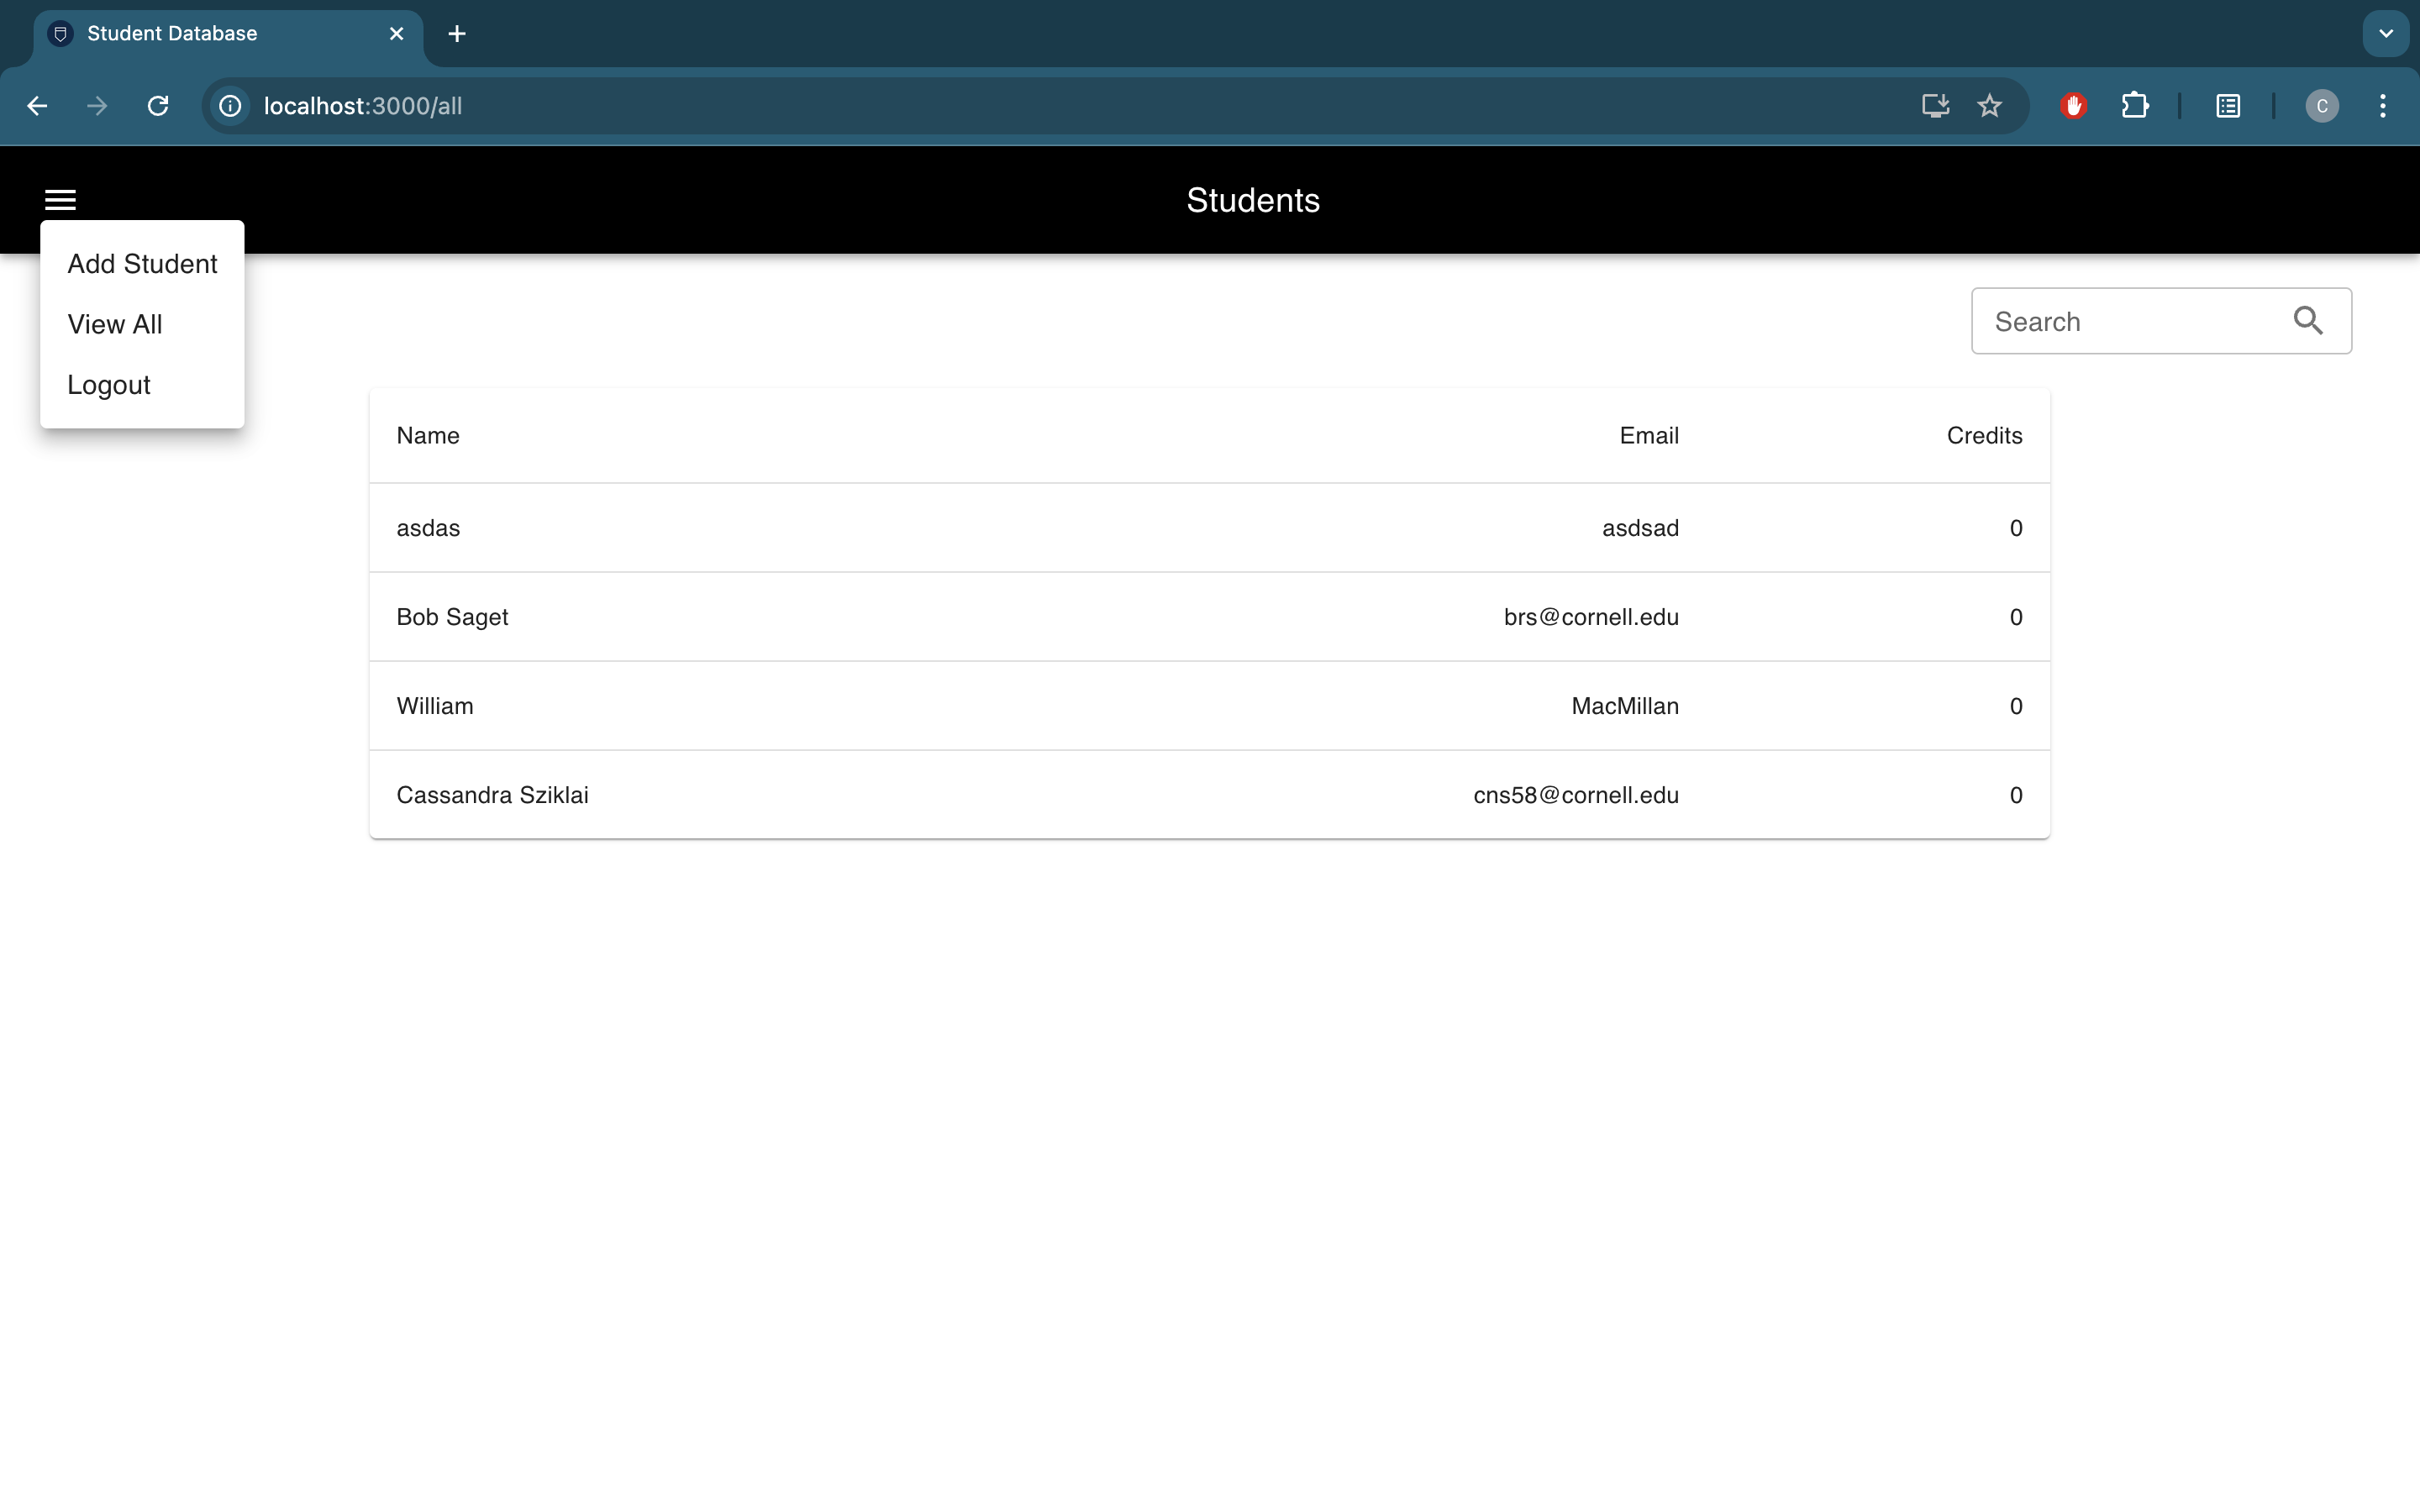 Student Database
localhost:3000/all
C
Students
Add Student
View All
Logout
Search
Name Email Credits
asdas asdsad 0
Bob Saget brs@cornell.edu 0
William MacMillan 0
Cassandra Sziklai cns58@cornell.edu 0